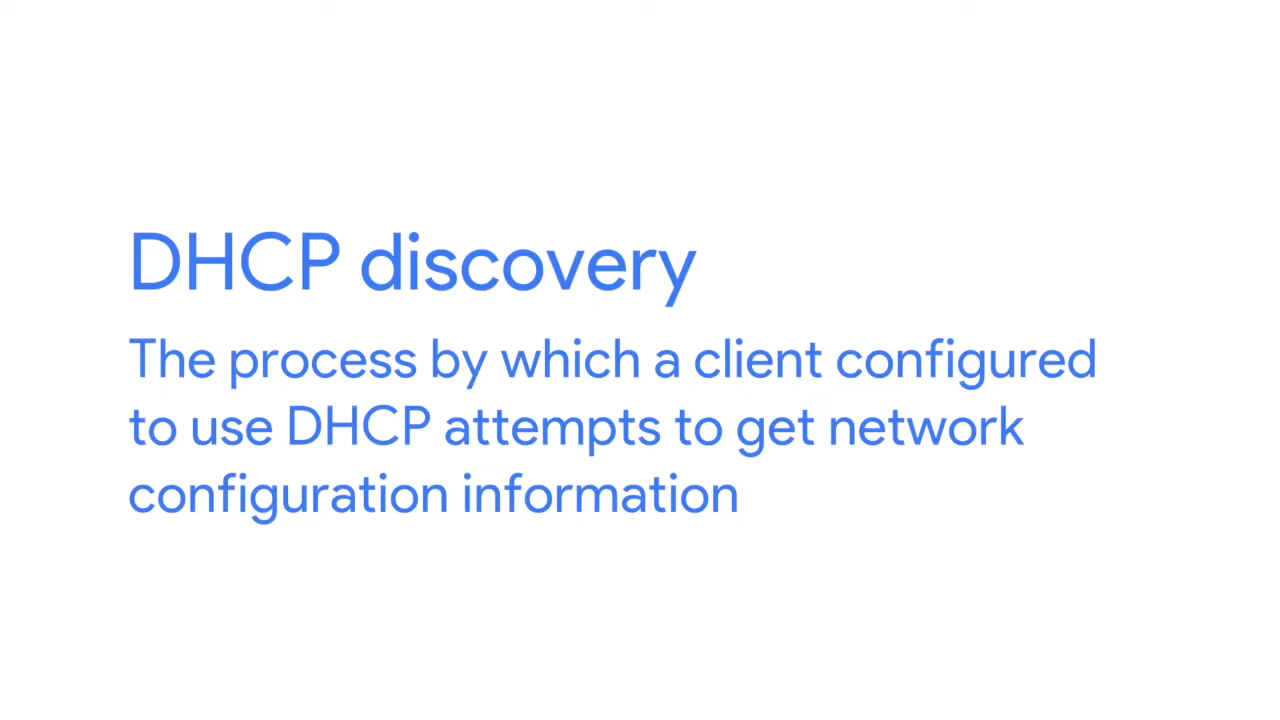 DHCP discovery
The process by which a client configured
to use DHCP attempts to get network
configuration information